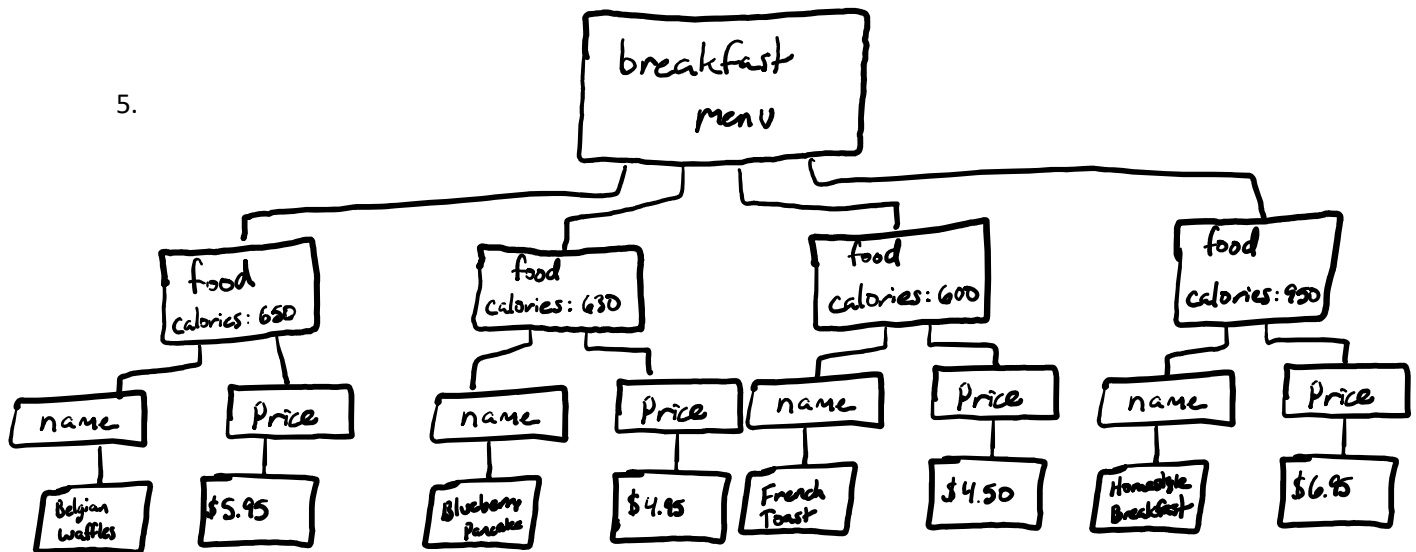 5.
breakfast
menu
food
calories: 650
food
calories: 630
food
calories: 600
food
calories: 950
name
Price
name
Price
name
Price
name
Price
Belgian
Waffles
$5.95
Blueberry
Pancake
$4.95
French
Toast
$4.50
Homestyle
Breakfast
$6.95